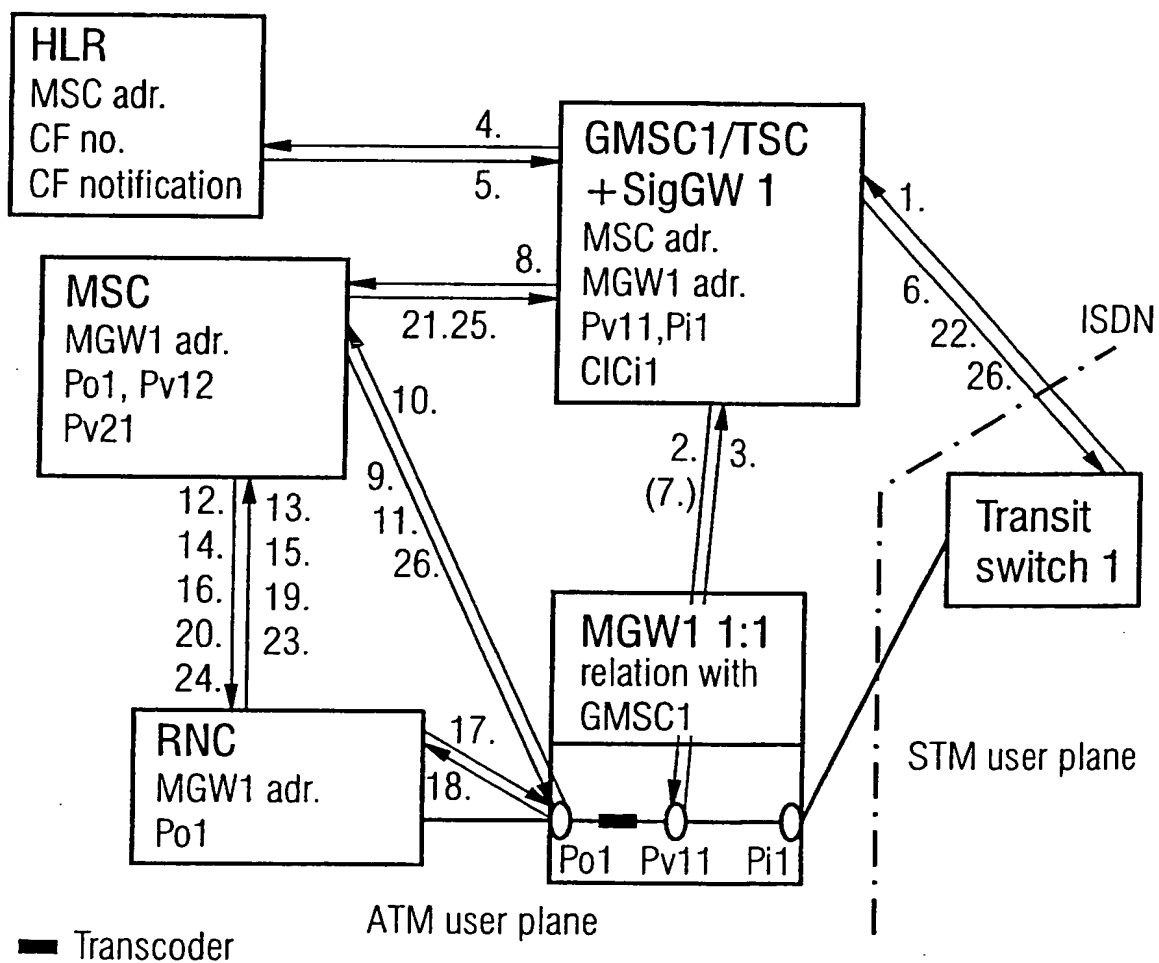 HLR
MSC adr.
CF no.
CF notification
4.
5.
GMSC1/TSC
+SigGW 1
MSC adr.
MGW1 adr.
Pv11,Pi1
CICi1
1.
6.
22.
26.
ISDN
MSC
MGW1 adr.
Po1, Pv12
Pv21
8.
21.25.
10.
9.
11.
26.
2.
(7.)
3.
12.
14.
16.
20.
24.
13.
15.
19.
23.
Transit
switch 1
MGW1 1:1
relation with
GMSC1
RNC
MGW1 adr.
Po1
17.
18.
Po1
Pv11
Pi1
STM user plane
ATM user plane
Transcoder